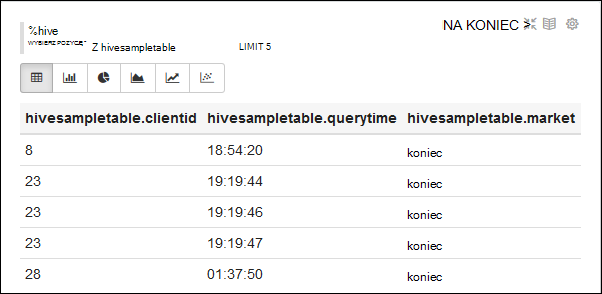 NA KONIEC
%hive
WYBIERZ POZYCJĘ * Z hivesampletable LIMIT 5
hivesampletable.clientid hivesampletable.querytime hivesampletable.market
8 18:54:20 koniec
23 19:19:44 koniec
23 19:19:46 koniec
23 19:19:47 koniec
28 01:37:50 koniec